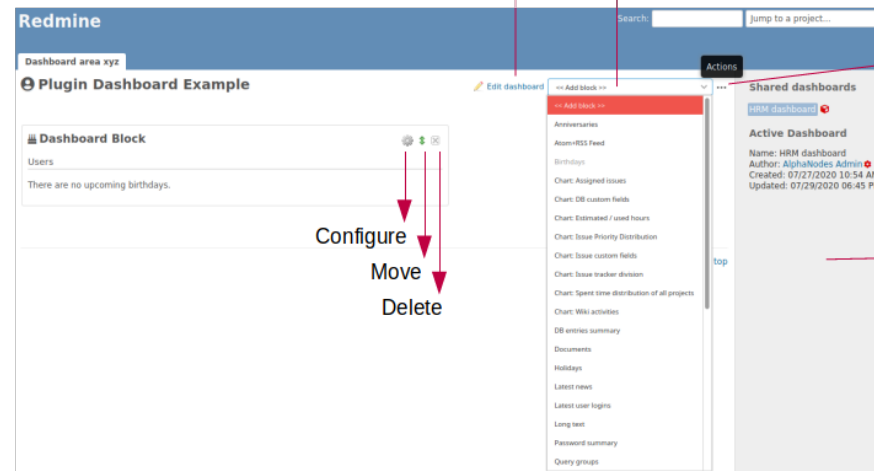 Redmine
Search:
Jump to a project...
Dashboard area xyz
Actions
Plugin Dashboard Example
Edit dashboard
<< Add block >>
Shared dashboards
<< Add block >>
HRM dashboard
Anniversaries
Active Dashboard
Dashboard Block
Atom+RSS Feed
Name: HRM dashboard
Users
Birthdays
Author: AlphaNodes Admin
Created: 07/27/2020 10:54 AM
There are no upcoming birthdays.
Chart: Assigned issues
Updated: 07/29/2020 06:45 P
Chart: DB custom fields
Chart: Estimated / used hours
Configure
Chart: Issue Priority Distribution
Chart: Issue custom fields
top
Move
Chart: Issue tracker division
Chart: Spent time distribution of all projects
Delete
Chart: Wiki activities
DB entries summary
Documents
Holidays
Latest news
Latest user logins
Long text
Password summary
Query groups